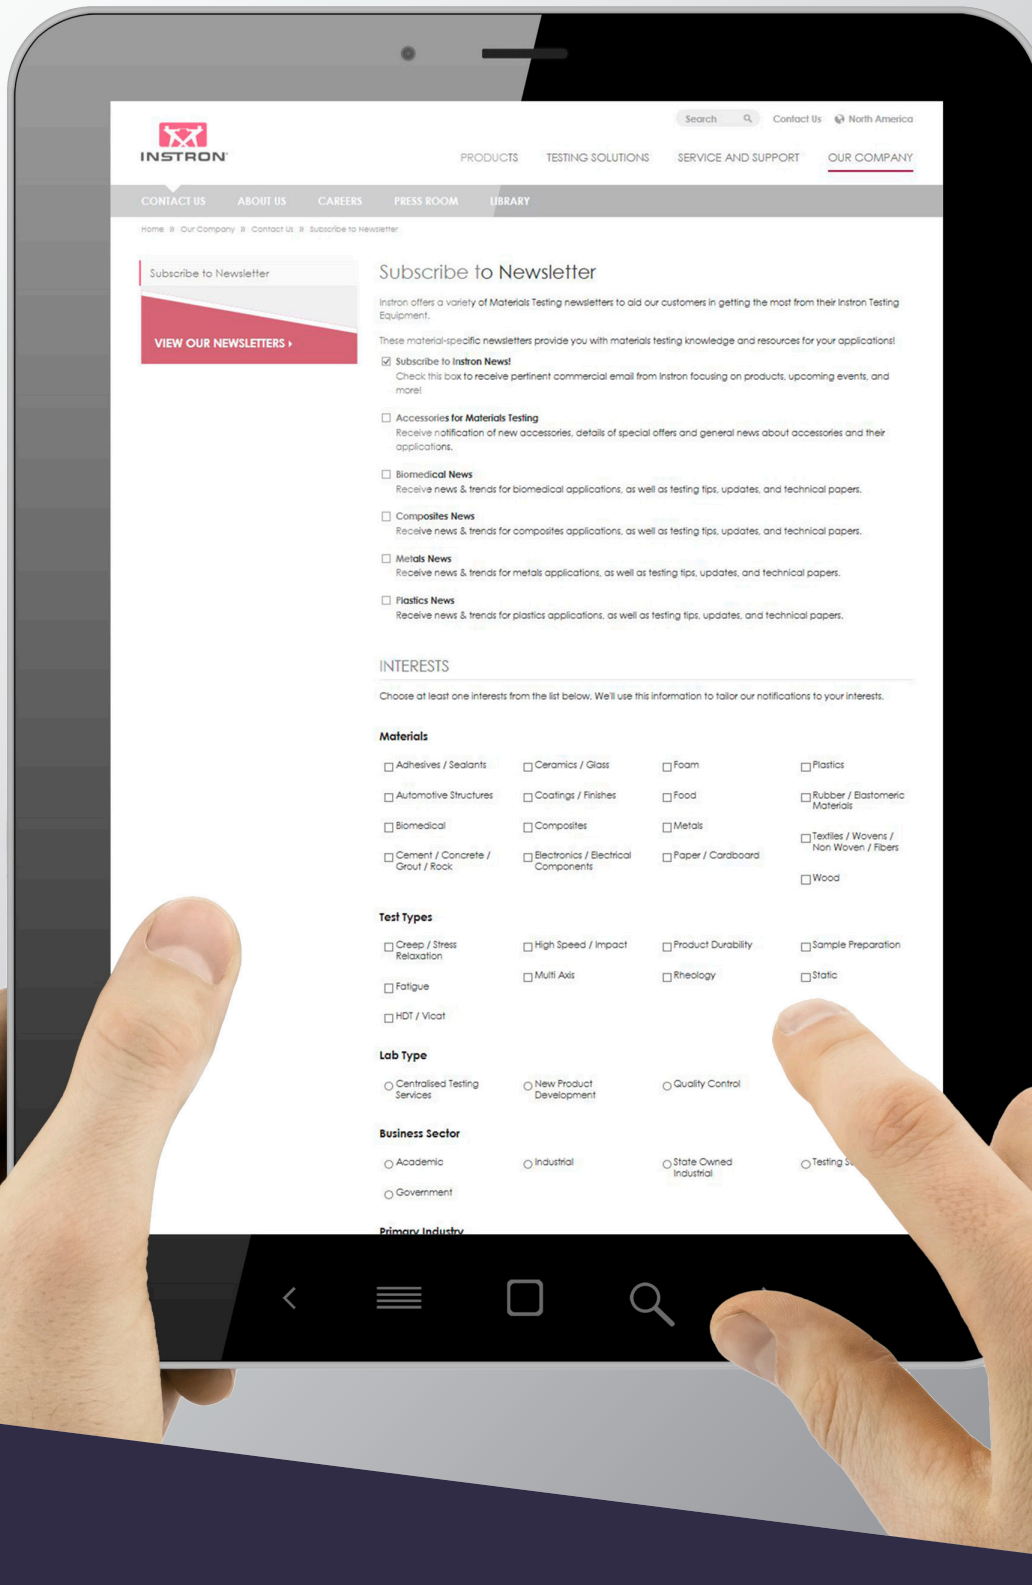 Search
Contact Us
North America
INSTRON
PRODUCTS
TESTING SOLUTIONS
SERVICE AND SUPPORT
OUR COMPANY
CONTACT US
ABOUT US
CAREERS
PRESS ROOM
LIBRARY
Home » Our Company » Contact Us » Subscribe to Newsletter
Subscribe to Newsletter
VIEW OUR NEWSLETTERS
Subscribe to Newsletter
Instron offers a variety of Materials Testing newsletters to aid our customers in getting the most from their Instron Testing
Equipment.
These material-specific newsletters provide you with materials testing knowledge and resources for your applications!
Subscribe to Instron News!
Check this box to receive pertinent commercial email from Instron focusing on products, upcoming events, and
more!
Accessories for Materials Testing
Receive notification of new accessories, details of special offers and general news about accessories and their
applications.
Biomedical News
Receive news & trends for biomedical applications, as well as testing tips, updates, and technical papers.
Composites News
Receive news & trends for composites applications, as well as testing tips, updates, and technical papers.
Metals News
Receive news & trends for metals applications, as well as testing tips, updates, and technical papers.
Plastics News
Receive news & trends for plastics applications, as well as testing tips, updates, and technical papers.
INTERESTS
Choose at least one interests from the list below. We'll use this information to tailor our notifications to your interests.
Materials
Adhesives / Sealants
Automotive Structures
Biomedical
Cement / Concrete /
Grout / Rock
Ceramics / Glass
Coatings / Finishes
Composites
Electronics / Electrical
Components
Foam
Food
Metals
Paper / Cardboard
Plastics
Rubber / Elastomeric
Materials
Textiles / Wovens /
Non Woven / Fibers
Wood
Test Types
Creep / Stress
Relaxation
Fatigue
HDT / Vicat
High Speed / Impact
Multi Axis
Product Durability
Rheology
Sample Preparation
Static
Lab Type
Centralised Testing
Services
New Product
Development
Quality Control
Business Sector
Academic
Government
Industrial
State Owned
Industrial
Testing
Primary Industry